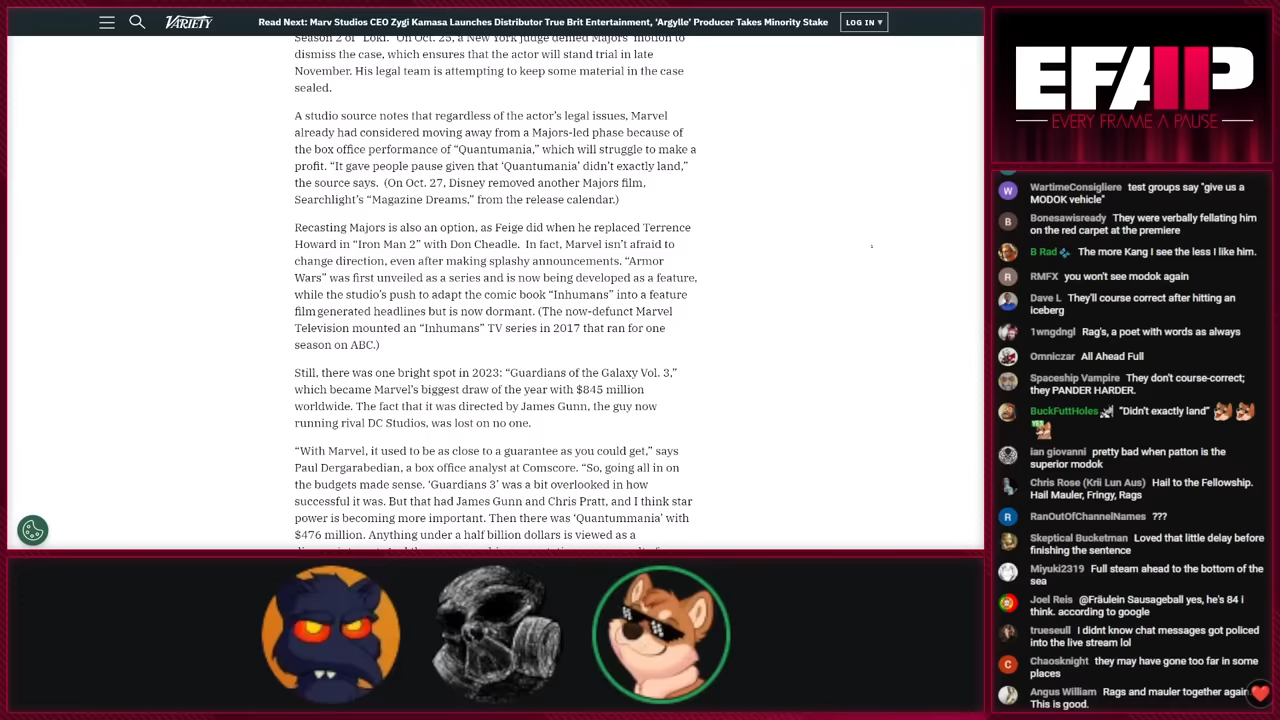 VARIETY
Read Next: Marv Studios CEO Zygi Kamasa Launches Distributor True Brit Entertainment, ‘Argylle’ Producer Takes Minority Stake
LOG IN ▾
Season 2 of “Loki.” On Oct. 25, a New York judge denied Majors’ motion to
dismiss the case, which ensures that the actor will stand trial in late
November. His legal team is attempting to keep some material in the case
sealed.
A studio source notes that regardless of the actor’s legal issues, Marvel
already had considered moving away from a Majors-led phase because of
the box office performance of “Quantumania,” which will struggle to make a
profit. “It gave people pause given that ‘Quantumania’ didn’t exactly land,”
the source says. (On Oct. 27, Disney removed another Majors film,
Searchlight’s “Magazine Dreams,” from the release calendar.)
Recasting Majors is also an option, as Feige did when he replaced Terrence
Howard in “Iron Man 2” with Don Cheadle. In fact, Marvel isn’t afraid to
change direction, even after making splashy announcements. “Armor
Wars” was first unveiled as a series and is now being developed as a feature,
while the studio’s push to adapt the comic book “Inhumans” into a feature
film generated headlines but is now dormant. (The now-defunct Marvel
Television mounted an “Inhumans” TV series in 2017 that ran for one
season on ABC.)
Still, there was one bright spot in 2023: “Guardians of the Galaxy Vol. 3,”
which became Marvel’s biggest draw of the year with $845 million
worldwide. The fact that it was directed by James Gunn, the guy now
running rival DC Studios, was lost on no one.
“With Marvel, it used to be as close to a guarantee as you could get,” says
Paul Dergarabedian, a box office analyst at Comscore. “So, going all in on
the budgets made sense. ‘Guardians 3’ was a bit overlooked in how
successful it was. But that had James Gunn and Chris Pratt, and I think star
power is becoming more important. Then there was ‘Quantummania’ with
$476 million. Anything under a half billion dollars is viewed as a
EFAP
EVERY FRAME A PAUSE
W WartimeConsigliere test groups say "give us a
MODOK vehicle"
B Bonesawisready They were verbally fellating him
on the red carpet at the premiere
B Rad The more Kang I see the less I like him.
R RMFX you won't see modok again
Dave L They'll course correct after hitting an
iceberg
1wngdngl Rag's, a poet with words as always
Omniczar All Ahead Full
Spaceship Vampire They don't course-correct;
they PANDER HARDER.
BuckFuttHoles “Didn’t exactly land”
ian giovanni pretty bad when patton is the
superior modok
Chris Rose (Krii Lun Aus) Hail to the Fellowship.
Hail Mauler, Fringy, Rags
R RanOutOfChannelNames ???
Skeptical Bucketman Loved that little delay before
finishing the sentence
Miyuki2319 Full steam ahead to the bottom of the
sea
Joel Reis @Fräulein Sausageball yes, he's 84 i
think. according to google
trueseull I didnt know chat messages got policed
into the live stream lol
C Chaosknight they may have gone too far in some
places
Angus William Rags and mauler together again.
This is good.